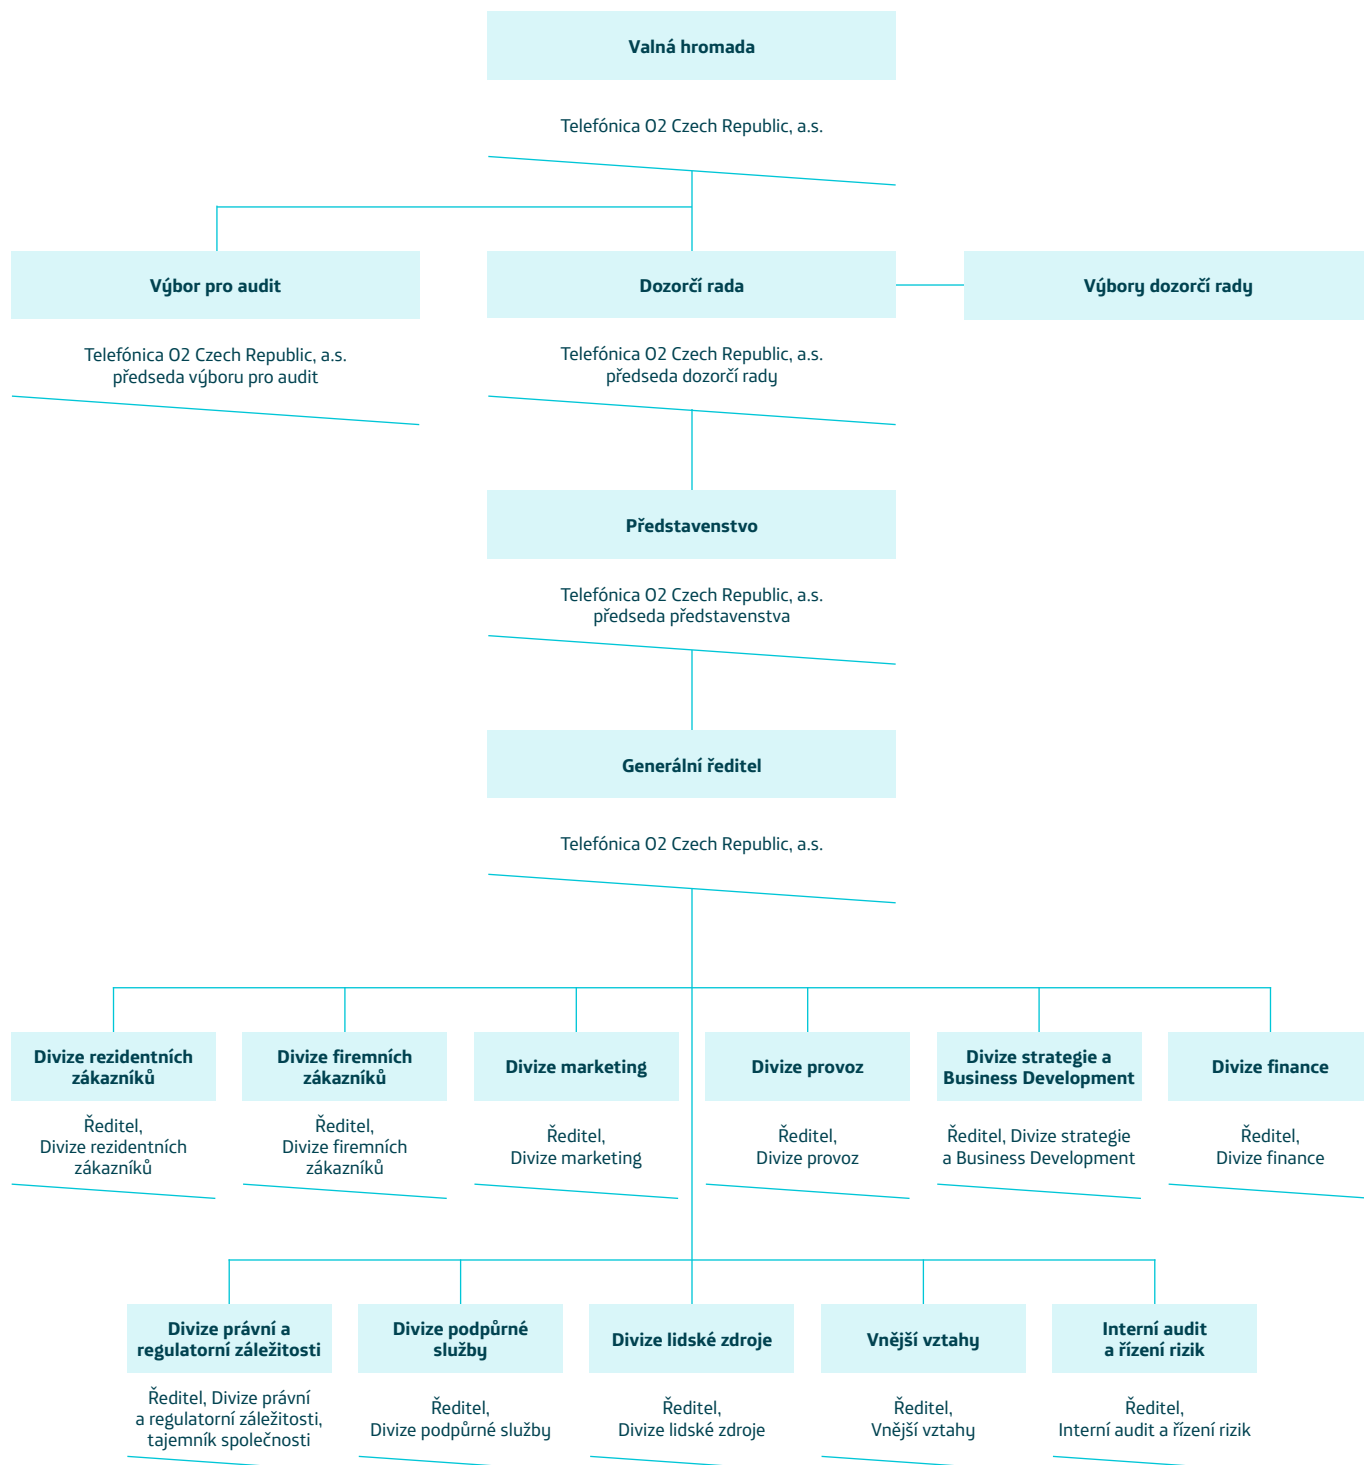 Valná hromada
Telefónica O2 Czech Republic, a.s.
Výbor pro audit
Dozorčí rada
Výbory dozorčí rady
Telefónica O2 Czech Republic, a.s.
předseda výboru pro audit
Telefónica O2 Czech Republic, a.s.
předseda dozorčí rady
Představenstvo
Telefónica O2 Czech Republic, a.s.
předseda představenstva
Generální ředitel
Telefónica O2 Czech Republic, a.s.
Divize rezidentních
zákazníků
Divize firemních
zákazníků
Divize marketing
Divize provoz
Divize strategie a
Business Development
Divize finance
Ředitel,
Divize rezidentních
zákazníků
Ředitel,
Divize firemních
zákazníků
Ředitel,
Divize marketing
Ředitel,
Divize provoz
Ředitel, Divize strategie
a Business Development
Ředitel,
Divize finance
Divize právní a
regulatorní záležitosti
Divize podpůrné
služby
Divize lidské zdroje
Vnější vztahy
Interní audit
a řízení rizik
Ředitel, Divize právní
a regulatorní záležitosti,
tajemník společnosti
Ředitel,
Divize podpůrné služby
Ředitel,
Divize lidské zdroje
Ředitel,
Vnější vztahy
Ředitel,
Interní audit a řízení rizik